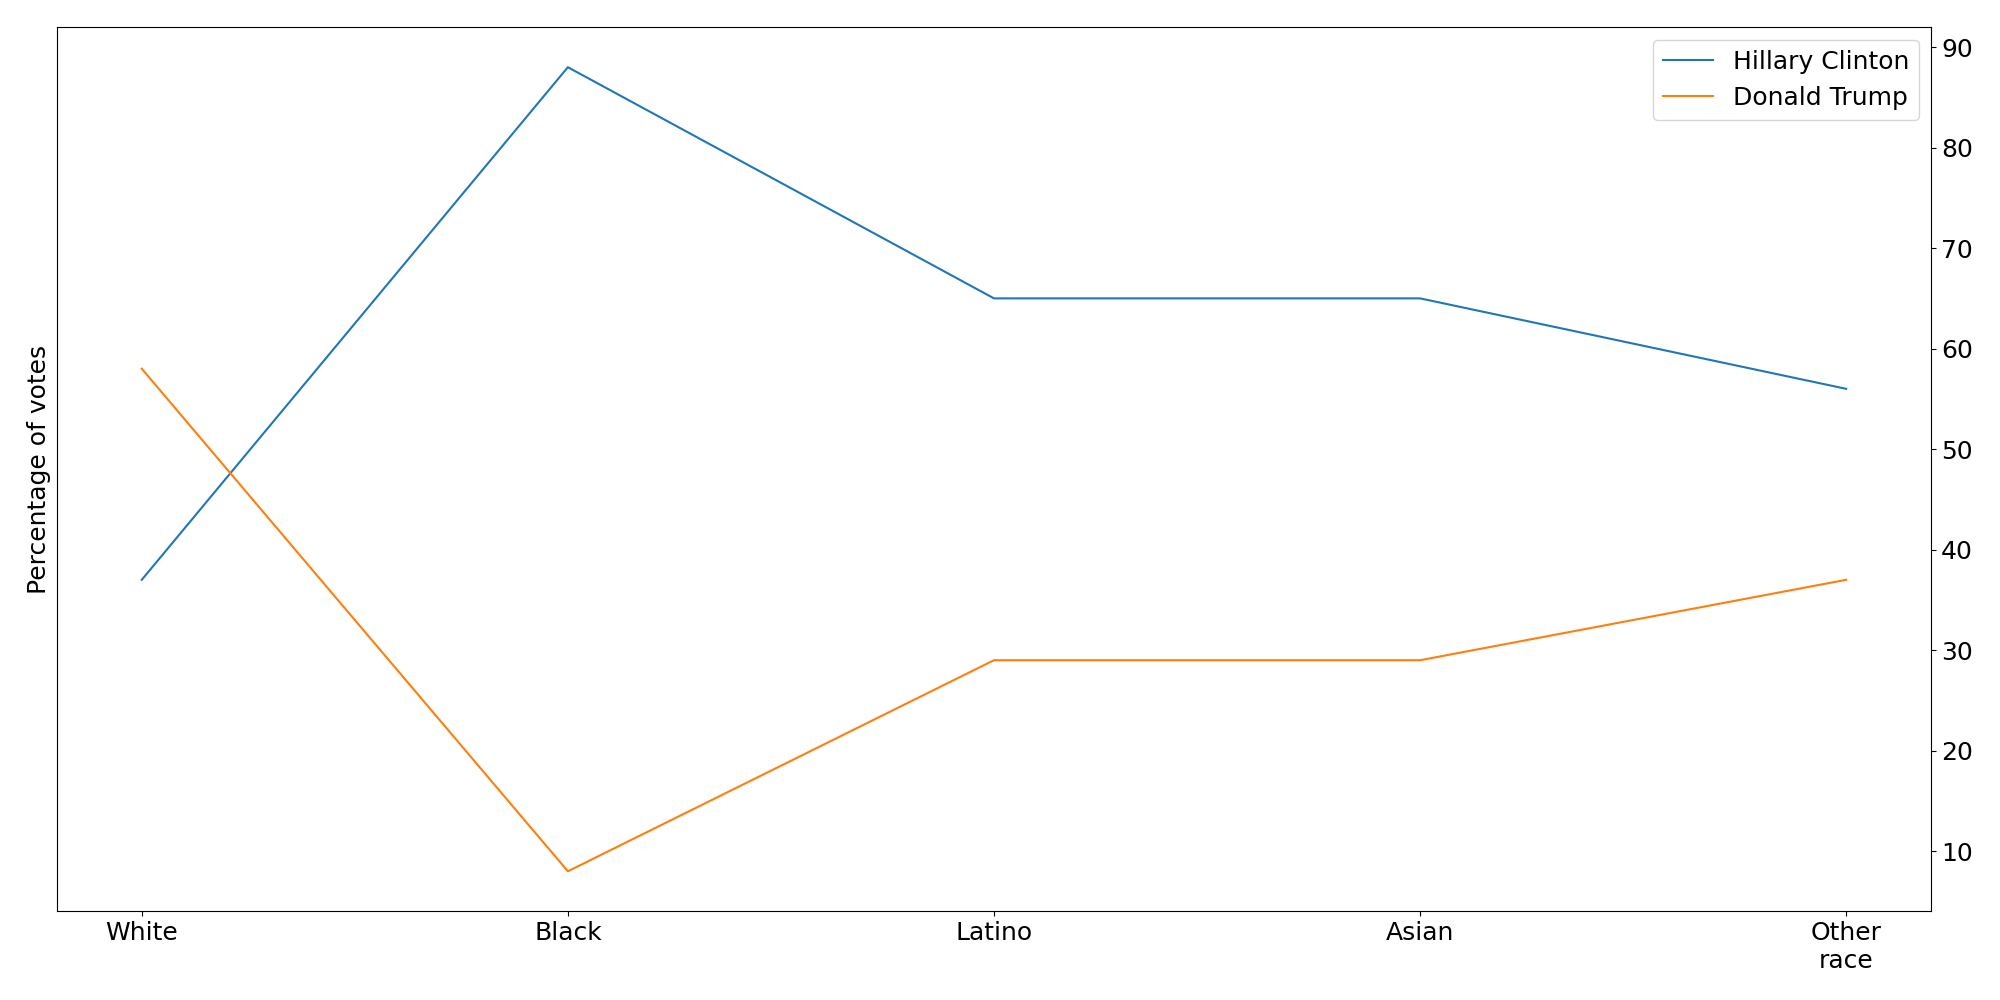 Hillary Clinton
Donald Trump
Percentage of votes
90
80
70
60
50
40
30
20
10
White
Black
Latino
Asian
Other
race